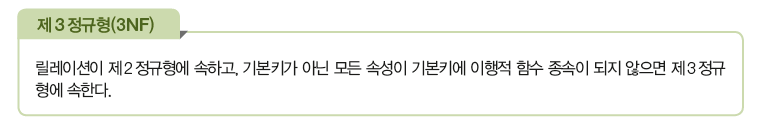 제 3 정규형(3NF)
릴레이션이 제 2 정규형에 속하고, 기본키가 아닌 모든 속성이 기본키에 이행적 함수 종속이 되지 않으면 제 3 정규
형에 속한다.